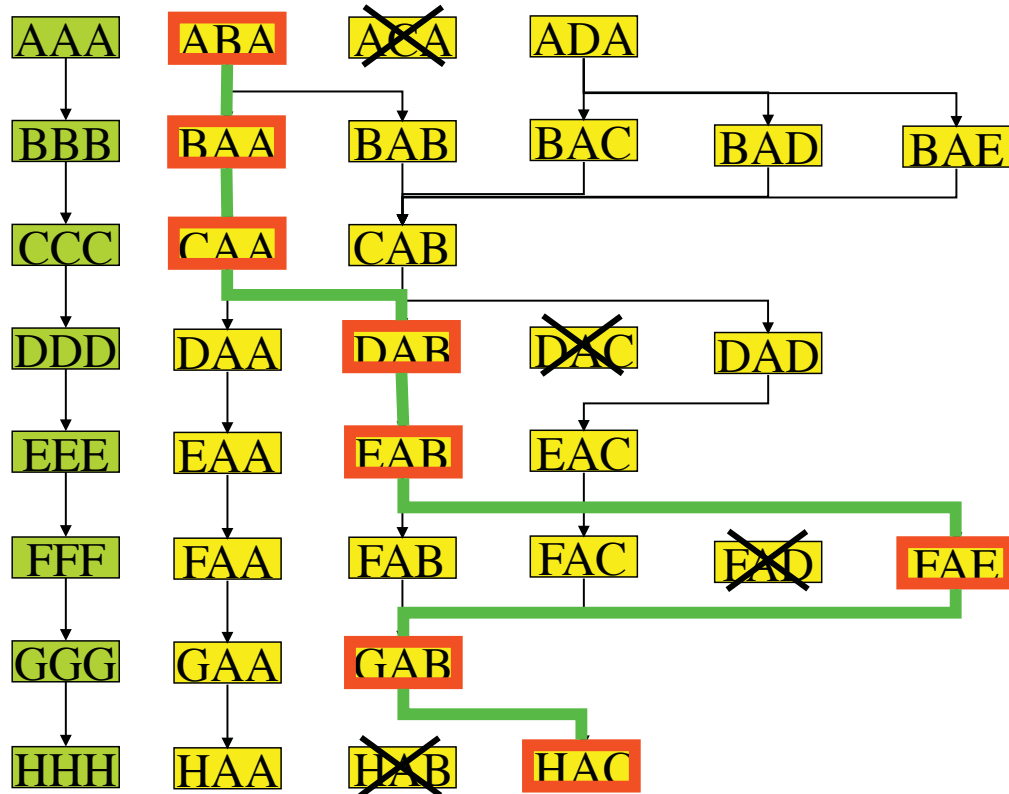 AAA ABA ACA ADA
BBB BAA BAB BAC BAD BAE
CCC CAA CAB
DDD DAA DAB DAC DAD
EEE EAA EAB EAC
FFF FAA FAB FAC FAD FAE
GGG GAA GAB
HHH HAA HAB HAC